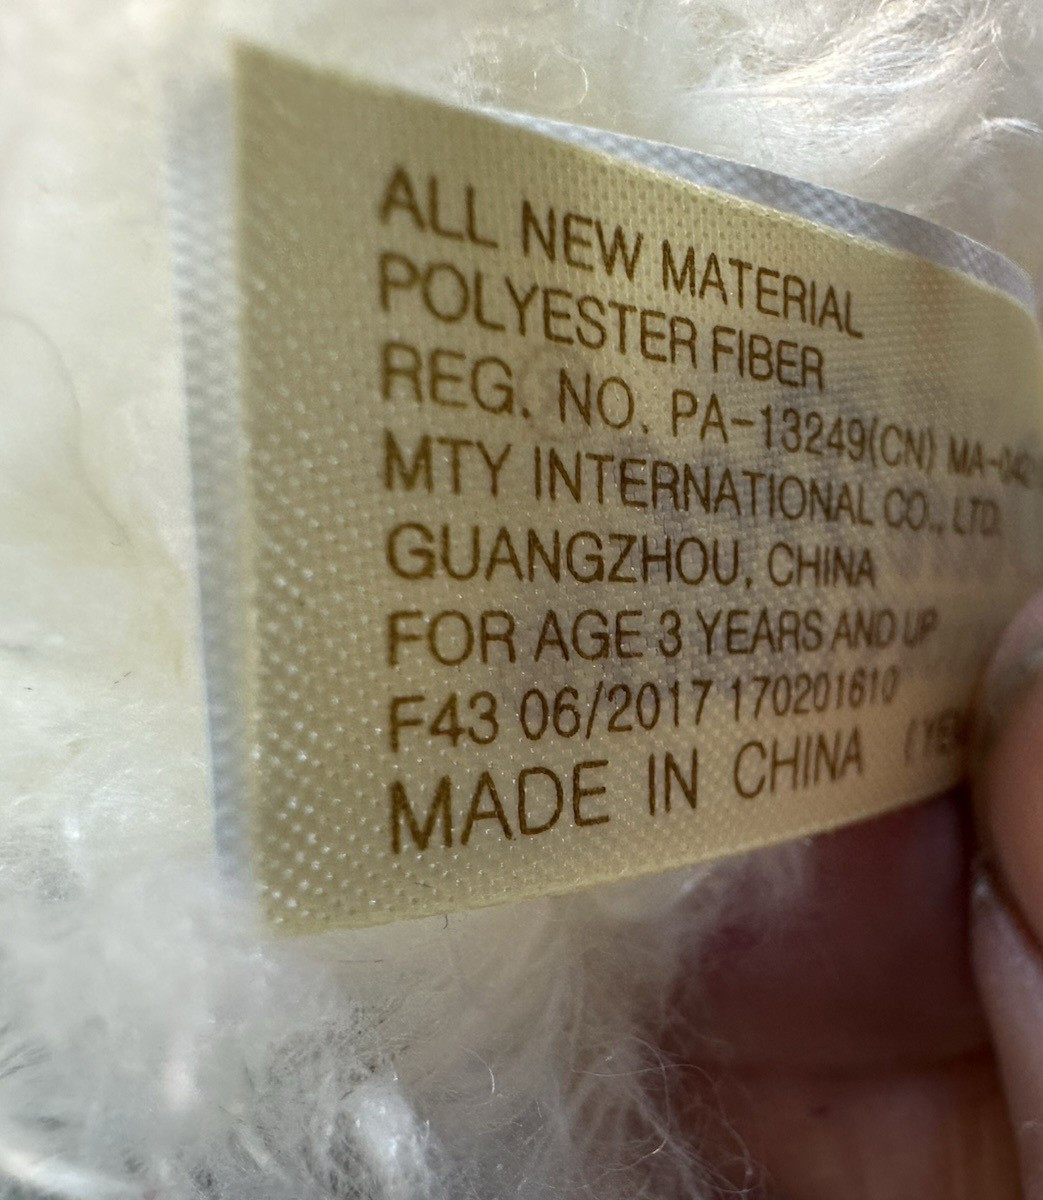 ALL NEW MATERIAL
POLYESTER FIBER
REG. NO. PA-13249(CN)
MTY INTERNATIONAL CO., LTD.
GUANGZHOU, CHINA
FOR AGE 3 YEARS AND UP
F43 06/2017 170201610
MADE IN CHINA